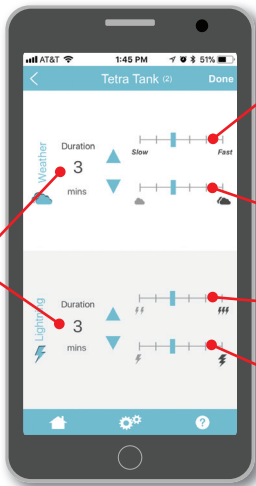 AT&T 1:45 PM 51%
Tetra Tank (2) Done
Weather
Duration
3
mins
Slow Fast
Lightning
Duration
3
mins
?